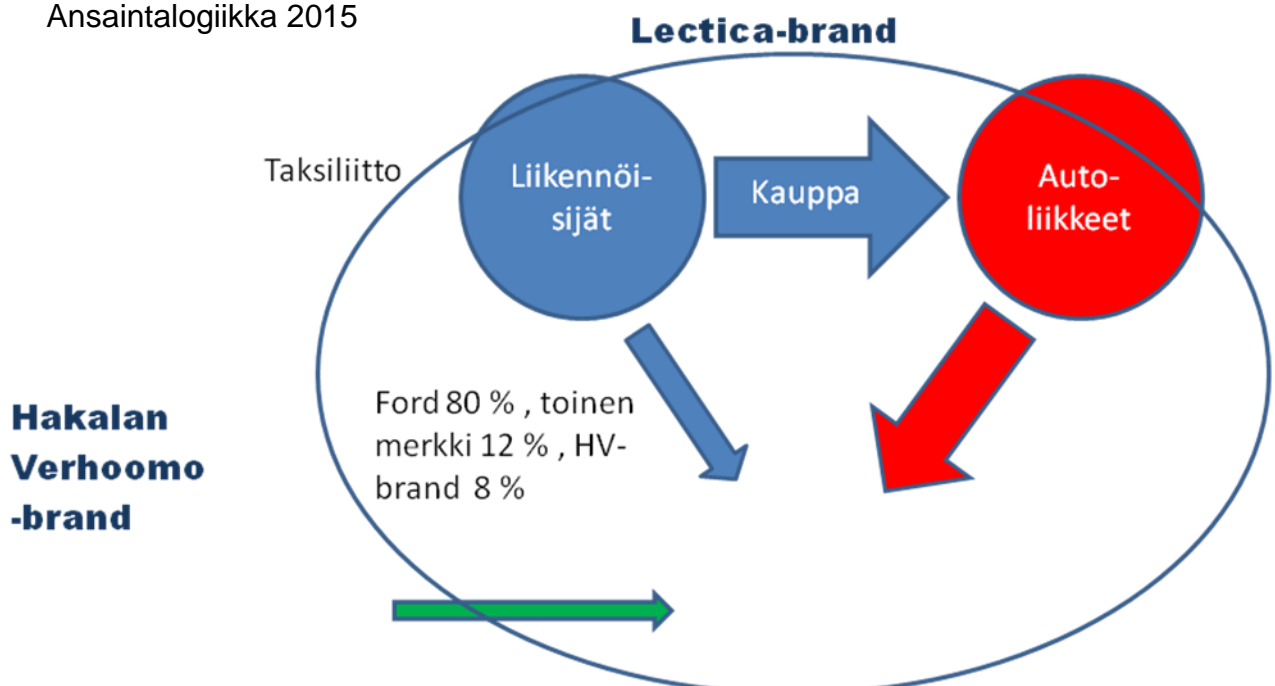 Ansaintalogiikka 2015
Lectica-brand
Taksiliitto
Liikennöi-
sijät
Kauppa
Auto-
liikkeet
Ford 80 % , toinen
merkki 12 % , HV-
brand 8 %
Hakalan
Verhoomo
-brand